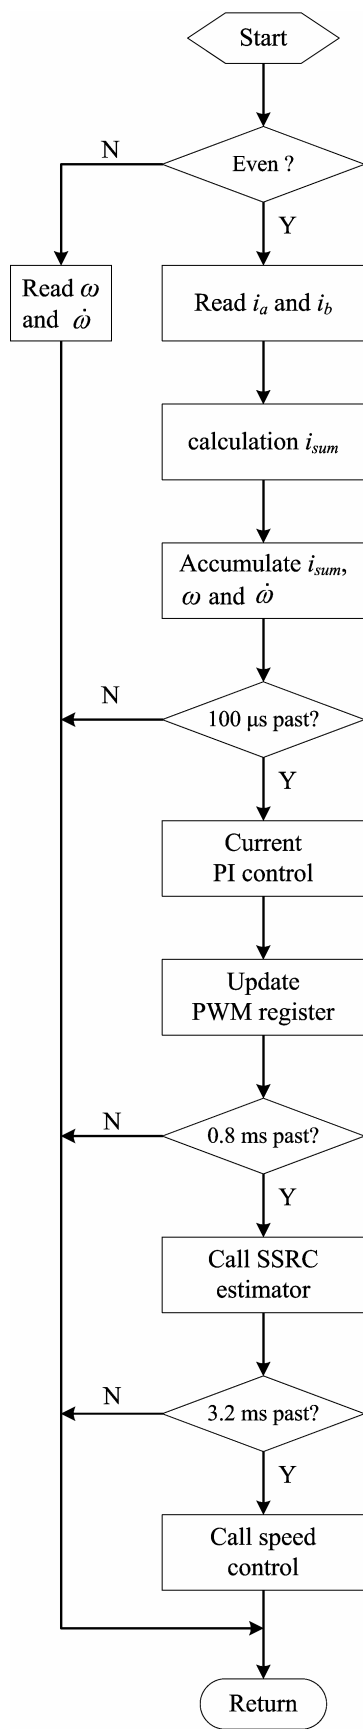 Start
N
Even ?
Y
Read ω
and ω̇
Read i_a and i_b
calculation i_sum
Accumulate i_sum,
ω and ω̇
N
100 μs past?
Y
Current
PI control
Update
PWM register
N
0.8 ms past?
Y
Call SSRC
estimator
N
3.2 ms past?
Y
Call speed
control
Return